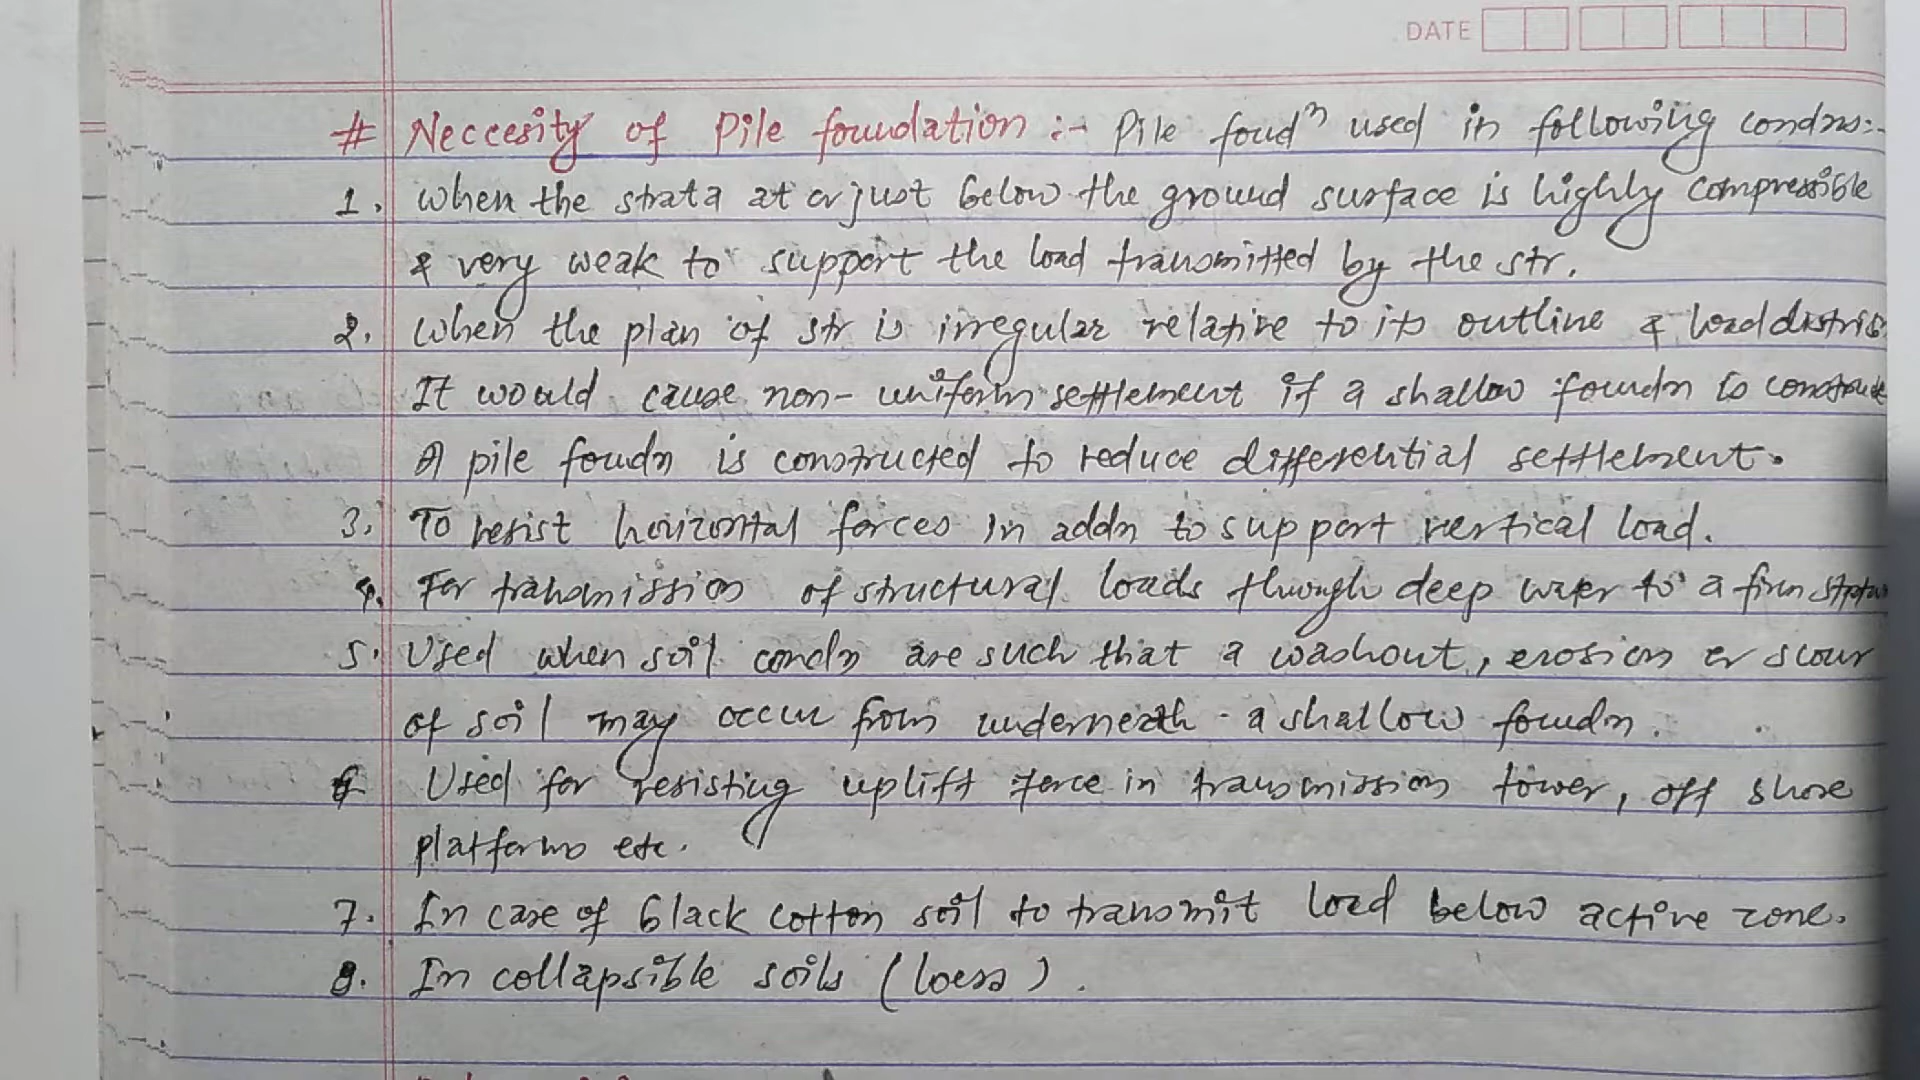 DATE
# Neccesity of Pile foundation :- Pile foudn used in following condns:-
1. When the strata at or just below the ground surface is highly compressible
& very weak to support the load transmitted by the str.
2. When the plan of str is irregular relative to its outline & load distrib
It would cause non-uniform settlement if a shallow foundn is constructe
A pile foudn is constructed to reduce differential settlement.
3. To resist horizontal forces in addn to support vertical load.
4. For transmission of structural loads through deep water to a firm strata
5. Used when soil condn are such that a washout, erosion or scour
of soil may occur from underneath a shallow foudn.
6 Used for resisting uplift force in transmission tower, off shore
platforms etc.
7. In case of black cotton soil to transmit load below active zone.
8. In collapsible soils (loess).